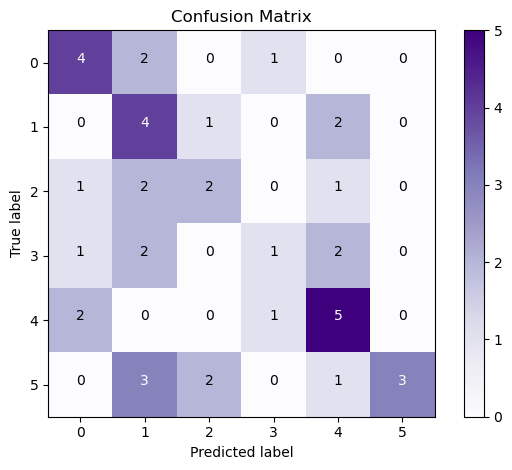 Confusion Matrix
True label
0 4 2 0 1 0 0
1 0 4 1 0 2 0
2 1 2 2 0 1 0
3 1 2 0 1 2 0
4 2 0 0 1 5 0
5 0 3 2 0 1 3
0 1 2 3 4 5
Predicted label
5
4
3
2
1
0